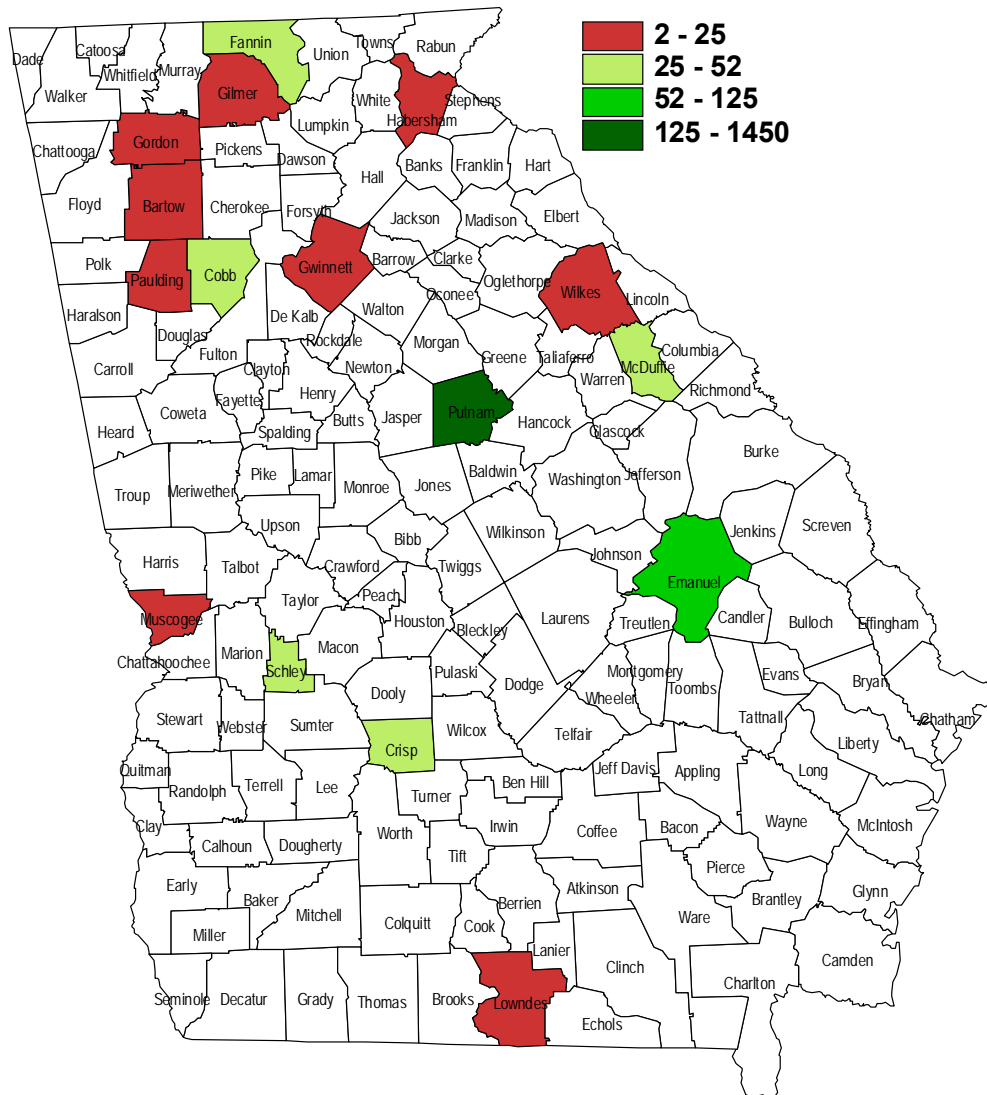 2 - 25
25 - 52
52 - 125
125 - 1450
Fannin
Towns
Rabun
Union
Catoosa
Dade
Murray
Whitfield
Walker
Gilmer
White
Stephens
Habersham
Lumpkin
Gordon
Chattooga
Pickens
Dawson
Banks
Franklin
Hart
Hall
Floyd
Bartow
Cherokee
Forsyth
Jackson
Madison
Elbert
Polk
Paulding
Cobb
Gwinnett
Barrow
Clarke
Oglethorpe
Wilkes
Lincoln
Oconee
Haralson
De Kalb
Walton
Douglas
Rockdale
Morgan
Greene
Taliaferro
Columbia
McDuffie
Fulton
Carroll
Clayton
Newton
Warren
Richmond
Henry
Fayette
Coweta
Butts
Jasper
Putnam
Hancock
Heard
Spalding
Glascock
Burke
Pike
Lamar
Baldwin
Jefferson
Washington
Troup
Meriwether
Monroe
Jones
Upson
Wilkinson
Jenkins
Screven
Bibb
Johnson
Harris
Talbot
Crawford
Twiggs
Emanuel
Peach
Taylor
Muscogee
Houston
Laurens
Treutlen
Candler
Bulloch
Effingham
Bleckley
Macon
Marion
Chattahoochee
Schley
Pulaski
Montgomery
Evans
Bryan
Dooly
Dodge
Wheeler
Toombs
Stewart
Webster
Sumter
Wilcox
Telfair
Tattnall
Chatham
Crisp
Liberty
Quitman
Jeff Davis
Appling
Long
Randolph
Terrell
Lee
Ben Hill
Turner
Clay
Irwin
Coffee
Bacon
Wayne
McIntosh
Worth
Calhoun
Dougherty
Tift
Pierce
Early
Atkinson
Baker
Berrien
Brantley
Glynn
Mitchell
Colquitt
Cook
Ware
Miller
Lanier
Clinch
Camden
Charlton
Seminole
Decatur
Grady
Thomas
Brooks
Lowndes
Echols